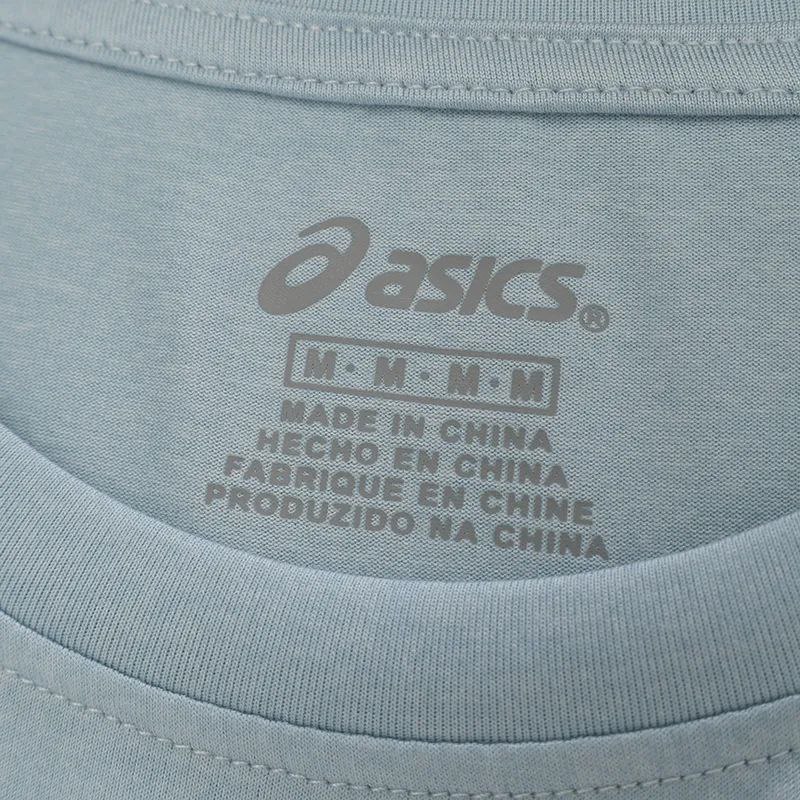 asics®
M · M · M · M
MADE IN CHINA
HECHO EN CHINA
FABRIQUE EN CHINE
PRODUZIDO NA CHINA